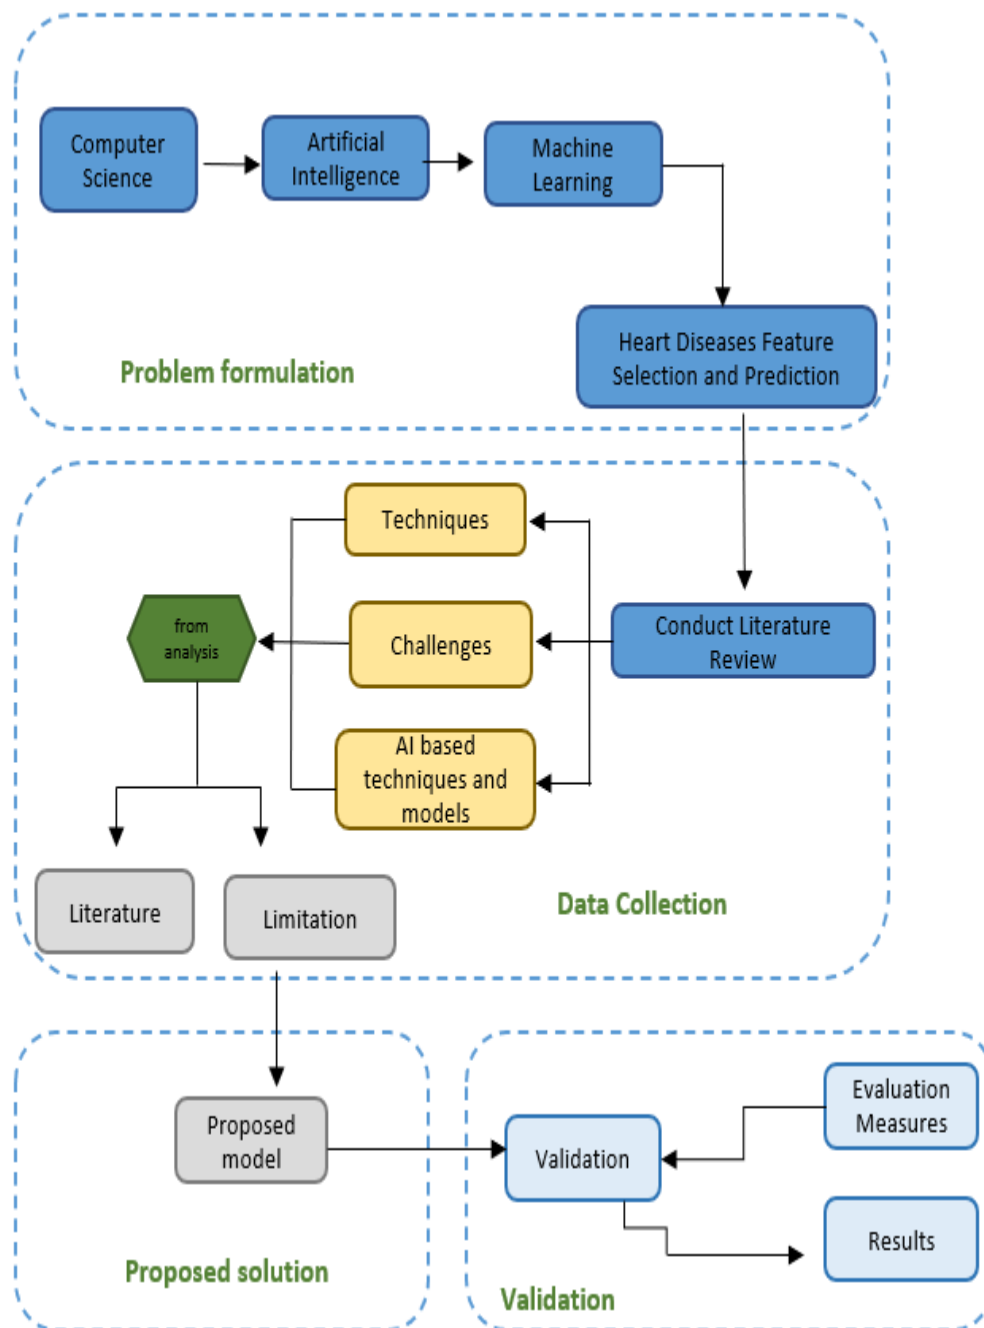 Computer
Science
Artificial
Intelligence
Machine
Learning
Heart Diseases Feature
Selection and Prediction
Problem formulation
Techniques
Challenges
AI based
techniques and
models
Conduct Literature
Review
from
analysis
Literature
Limitation
Data Collection
Proposed
model
Proposed solution
Validation
Evaluation
Measures
Results
Validation